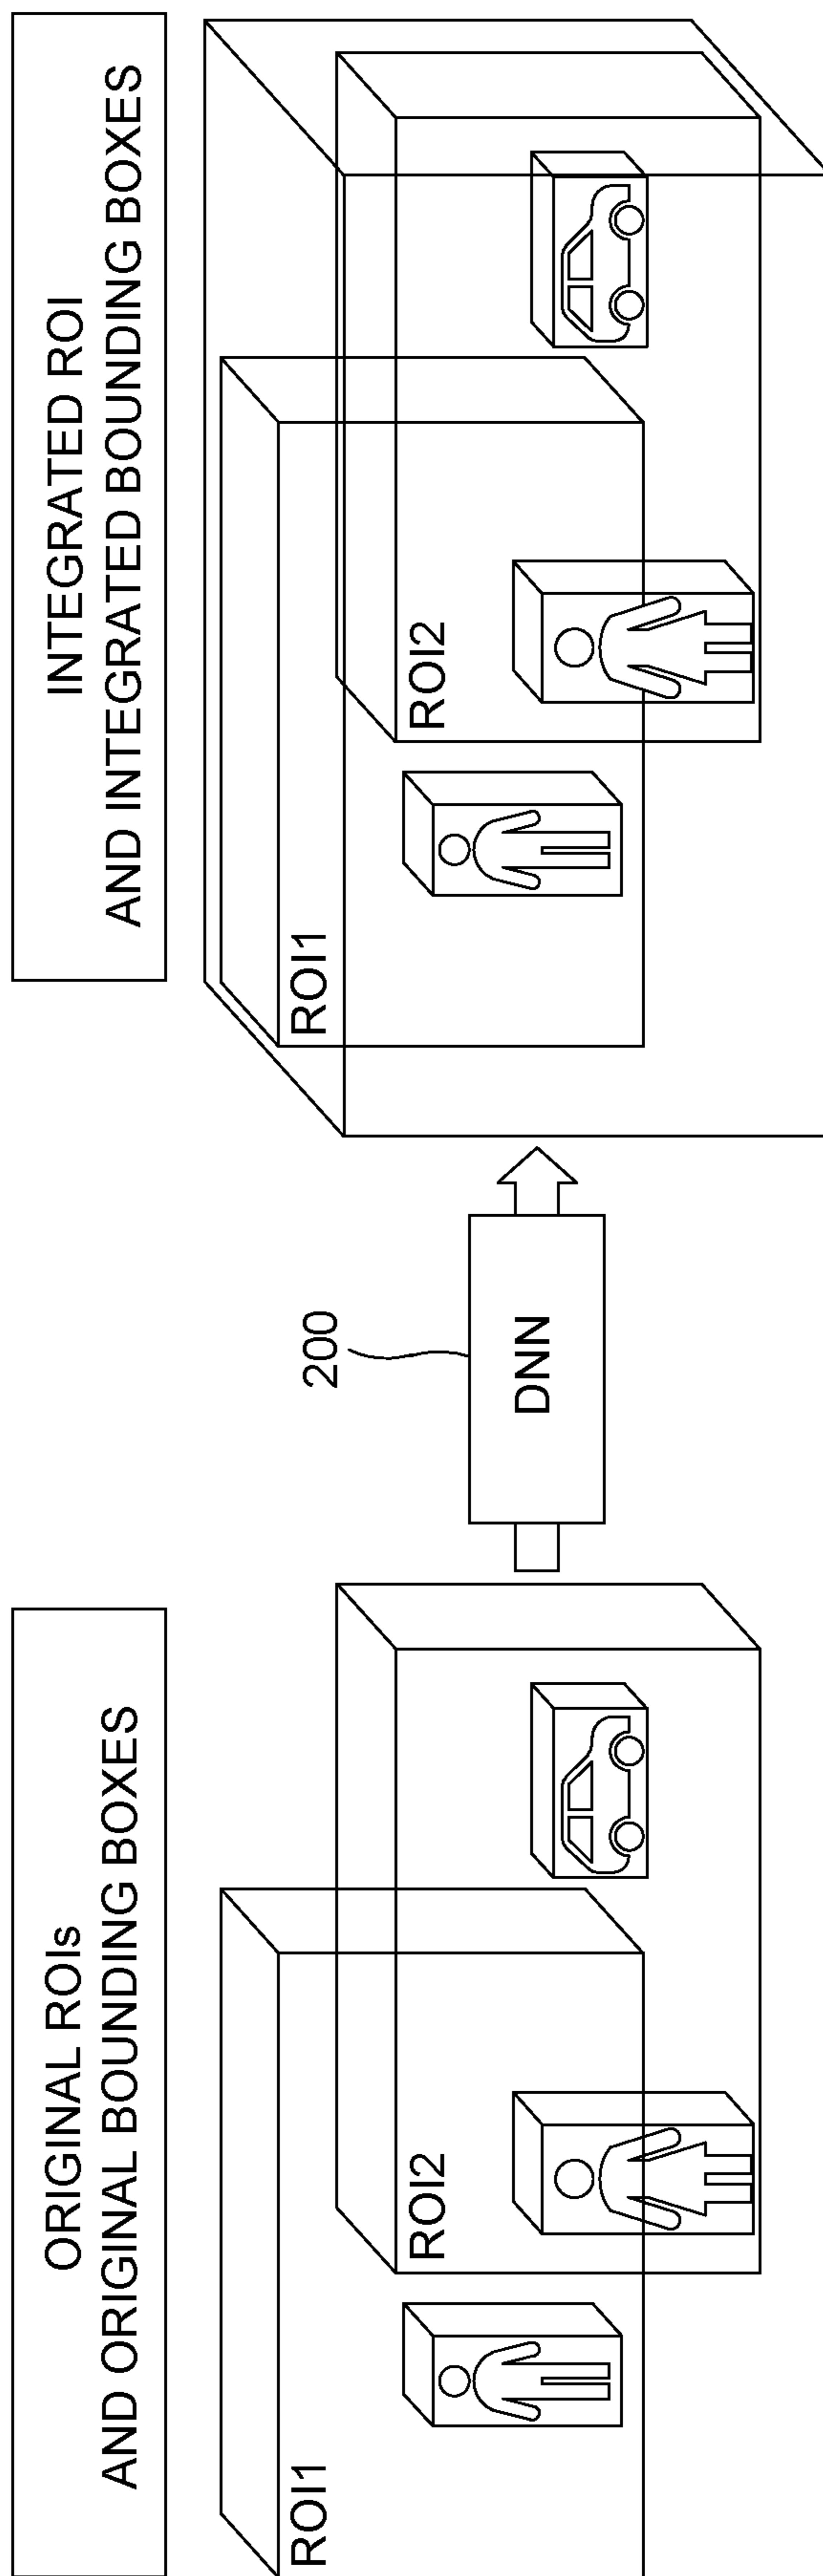 ORIGINAL ROIs
AND ORIGINAL BOUNDING BOXES
ROI1
ROI2
200
DNN
INTEGRATED ROI
AND INTEGRATED BOUNDING BOXES
ROI1
ROI2